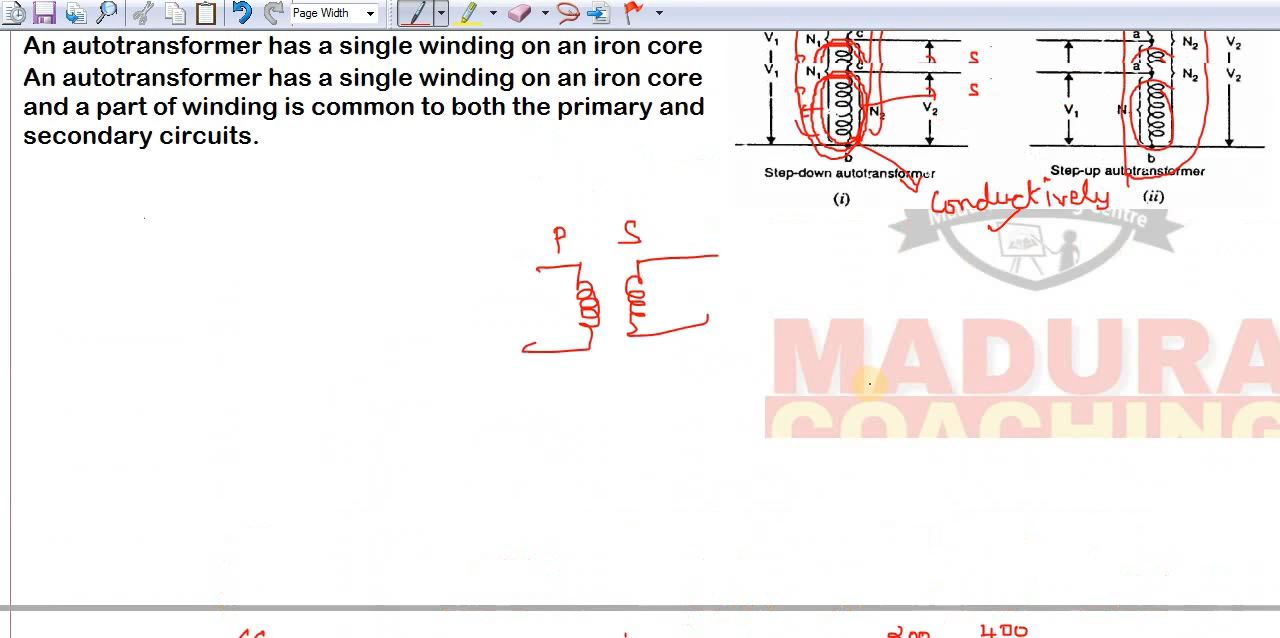 Page Width
An autotransformer has a single winding on an iron core
An autotransformer has a single winding on an iron core
and a part of winding is common to both the primary and
secondary circuits.
V₁ N₁ c S
V₁ N₁ c S
V₂
N₂
b
Step-down autotransformer
(i)
a N₂ V₂
a N₂ V₂
V₁
b
Step-up autotransformer
(ii)
Conductively
P S
MADURA
COACHING
200 400